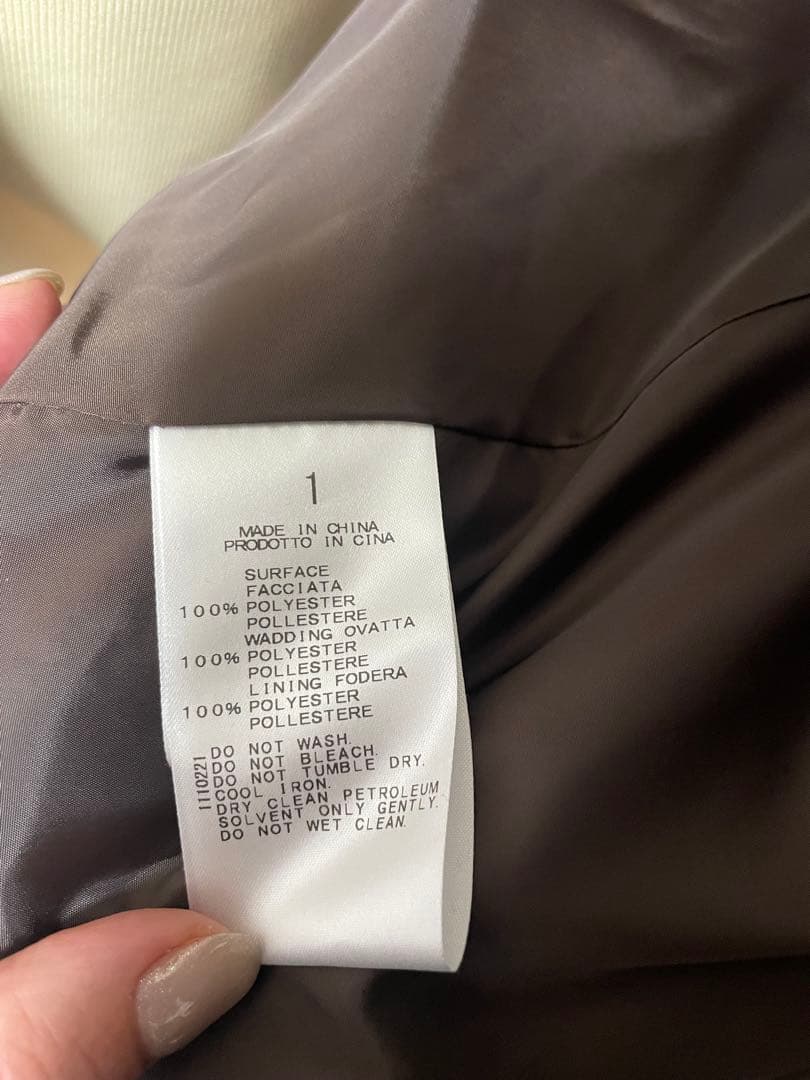 1
MADE IN CHINA
PRODOTTO IN CINA
SURFACE
FACCIATA
100% POLYESTER
POLLESTERE
WADDING OVATTA
100% POLYESTER
POLLESTERE
LINING FODERA
100% POLYESTER
POLLESTERE
1110221
DO NOT WASH.
DO NOT BLEACH.
DO NOT TUMBLE DRY.
COOL IRON.
DRY CLEAN PETROLEUM
SOLVENT ONLY GENTLY.
DO NOT WET CLEAN.